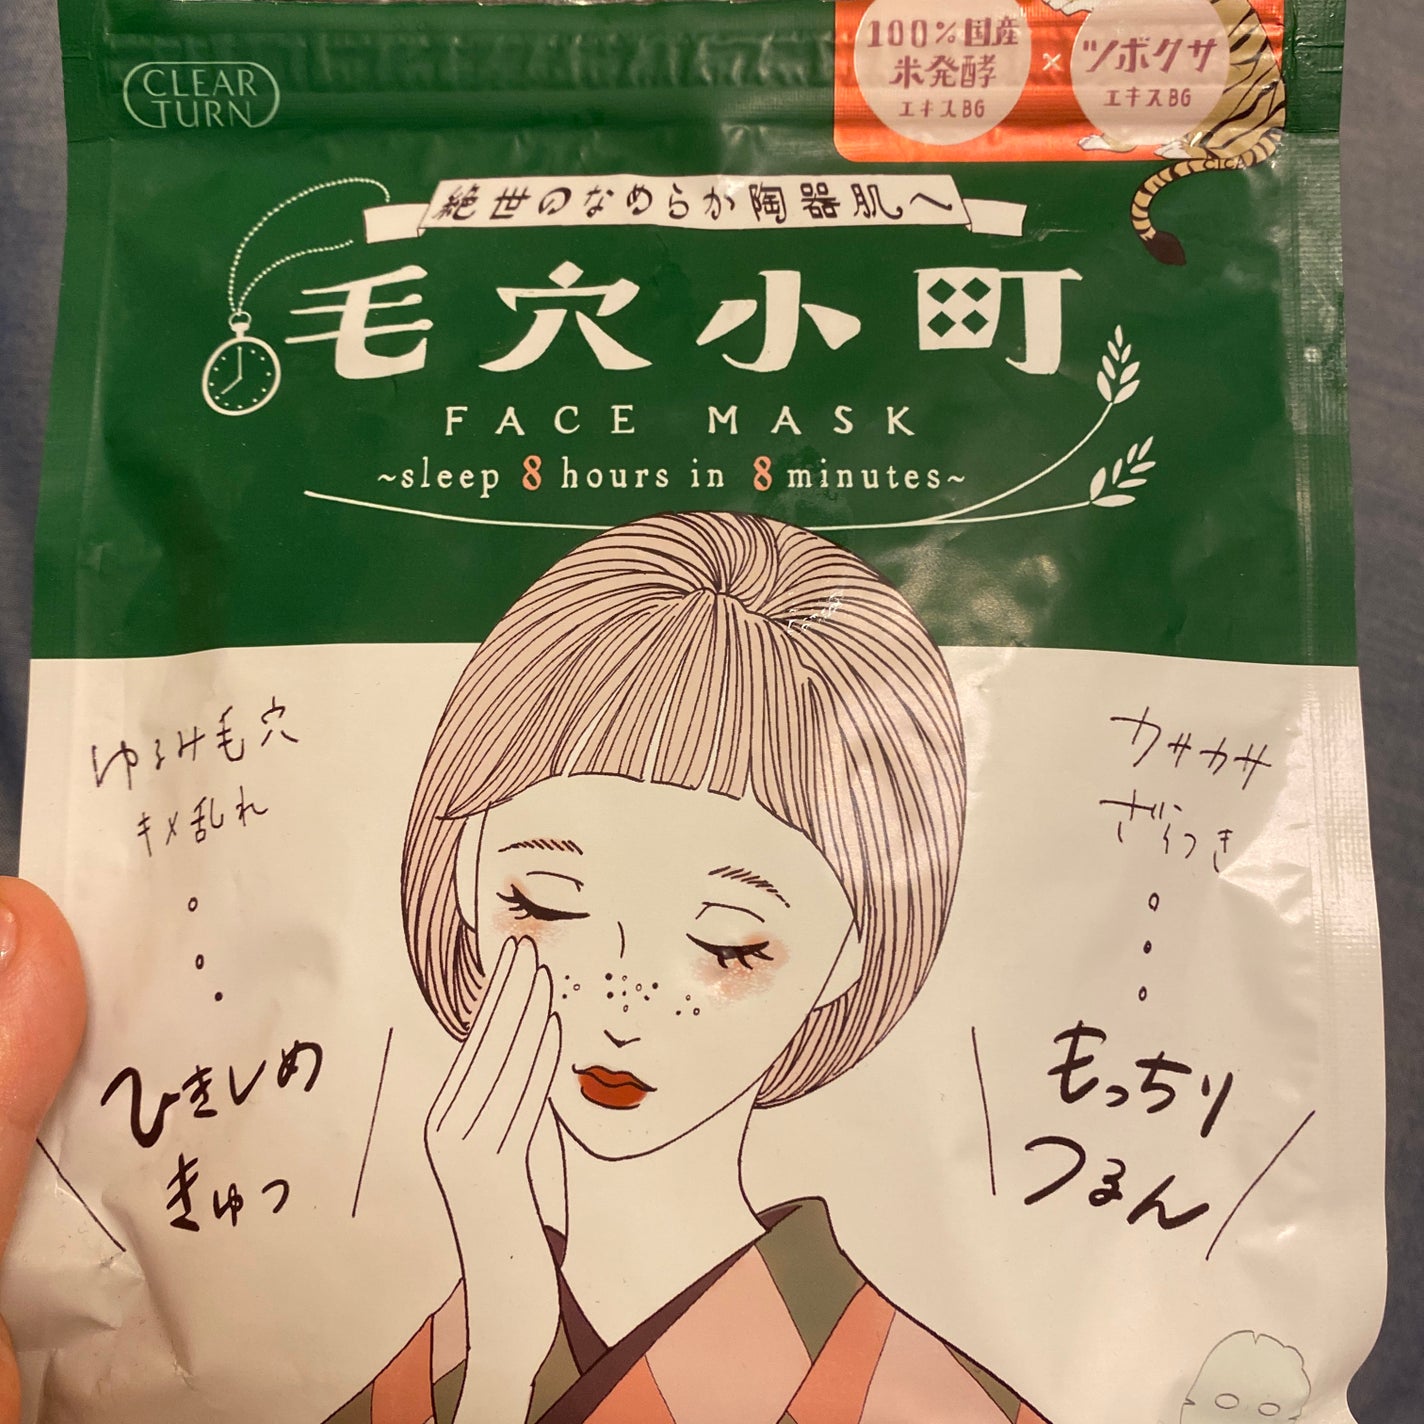 CLEAR
TURN
100%国産
米発酵
エキスBG
×
ツボクサ
エキスBG
CICA
絶世のなめらか陶器肌へ
毛穴小町
FACE MASK
~sleep 8 hours in 8 minutes~
ゆるみ毛穴
キメ乱れ
ひきしめ
きゅっ
カサカサ
ざらつき
もっちり
つるん